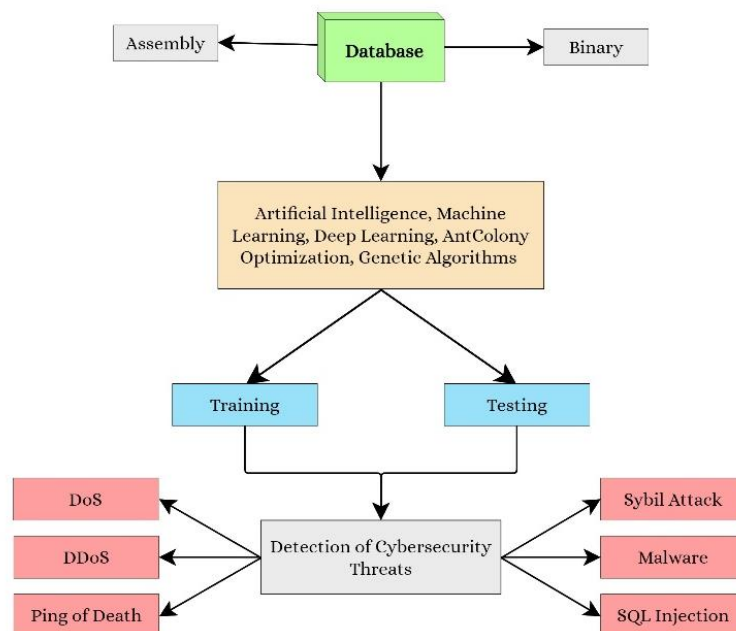 Assembly
Database
Binary
Artificial Intelligence, Machine
Learning, Deep Learning, AntColony
Optimization, Genetic Algorithms
Training
Testing
DoS
DDoS
Ping of Death
Detection of Cybersecurity
Threats
Sybil Attack
Malware
SQL Injection